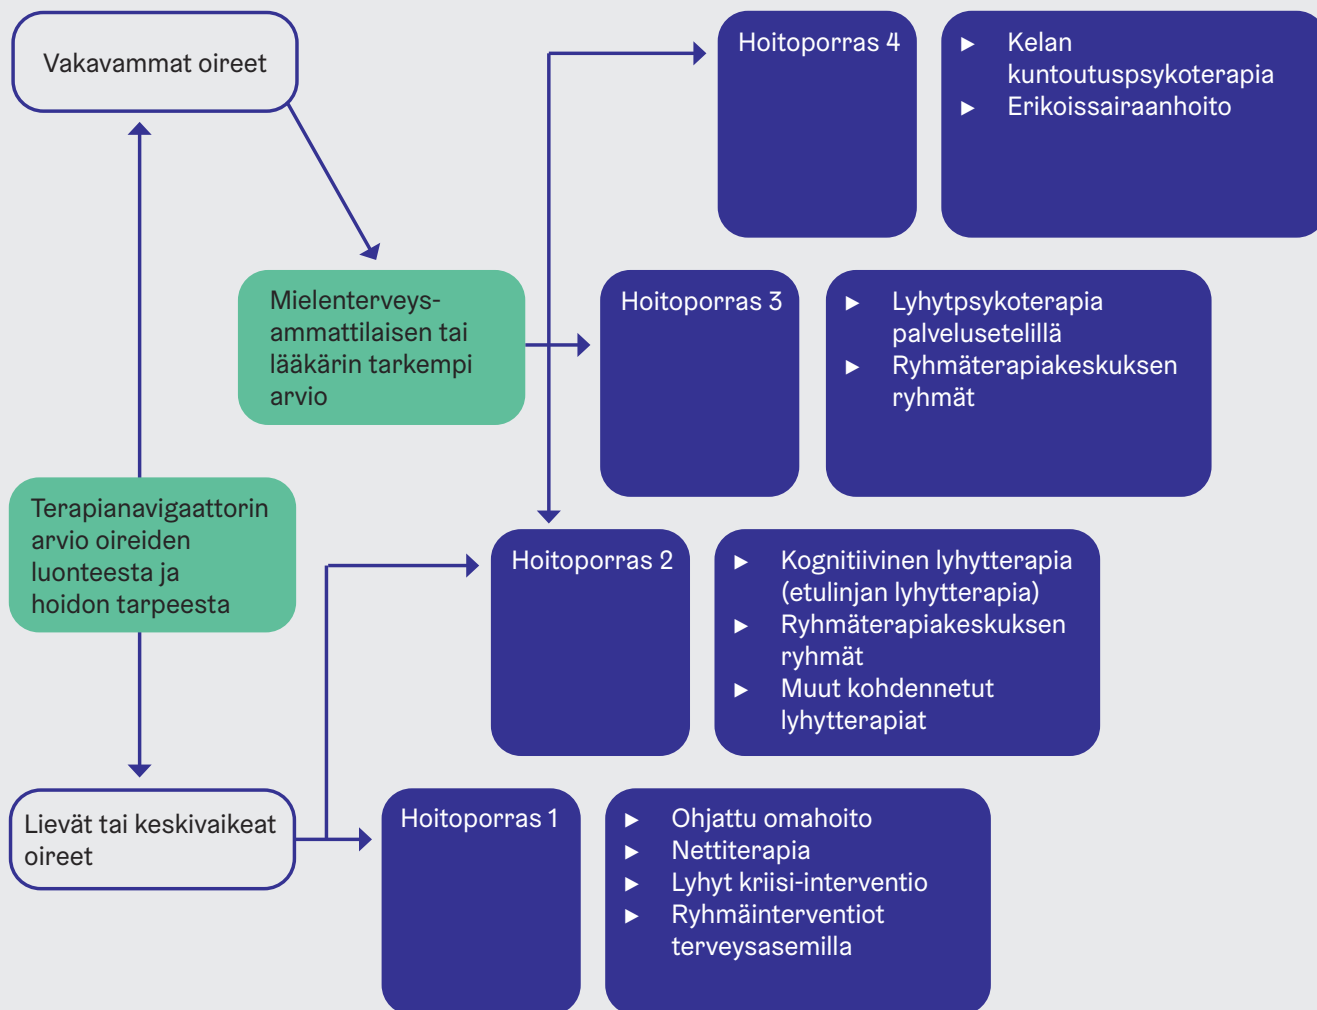 Vakavammat oireet
Hoitoporras 4
► Kelan
kuntoutuspsykoterapia
► Erikoissairaanhoito
Mielenterveys-
ammattilaisen tai
lääkärin tarkempi
arvio
Hoitoporras 3
► Lyhytpsykoterapia
palvelusetelillä
► Ryhmäterapiakeskuksen
ryhmät
Terapianavigaattorin
arvio oireiden
luonteesta ja
hoidon tarpeesta
Hoitoporras 2
► Kognitiivinen lyhytterapia
(etulinjan lyhytterapia)
► Ryhmäterapiakeskuksen
ryhmät
► Muut kohdennetut
lyhytterapiat
Lievät tai keskivaikeat
oireet
Hoitoporras 1
► Ohjattu omahoito
► Nettiterapia
► Lyhyt kriisi-interventio
► Ryhmäinterventiot
terveysasemilla